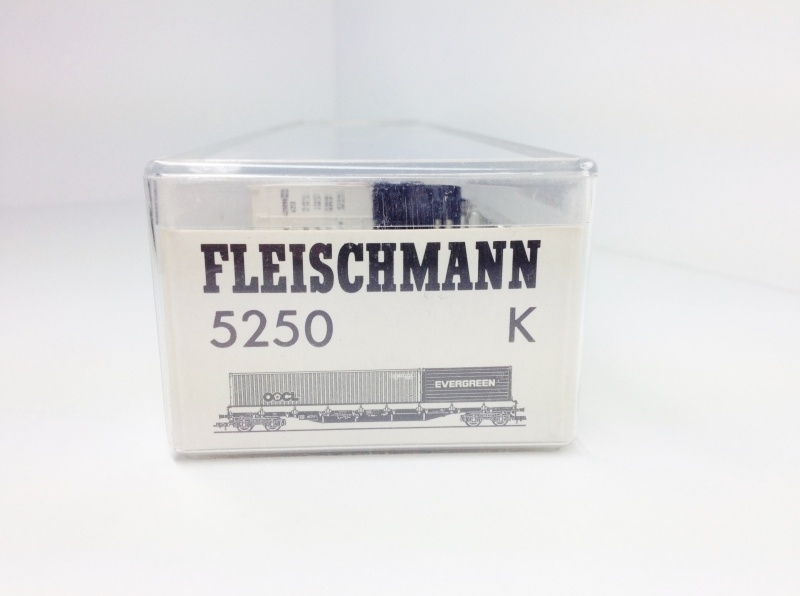 FLEISCHMANN
5250 K
OOCL
EVERGREEN